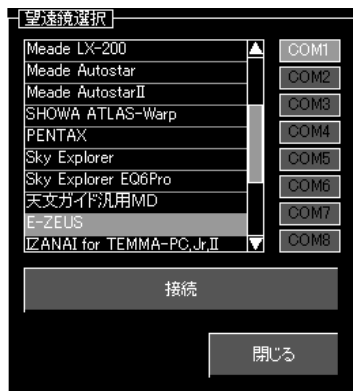 望遠鏡選択
Meade LX-200
Meade Autostar
Meade AutostarⅡ
SHOWA ATLAS-Warp
PENTAX
Sky Explorer
Sky Explorer EQ6Pro
天文ガイド汎用MD
E-ZEUS
IZANAI for TEMMA-PC,Jr,Ⅱ
COM1
COM2
COM3
COM4
COM5
COM6
COM7
COM8
接続
閉じる